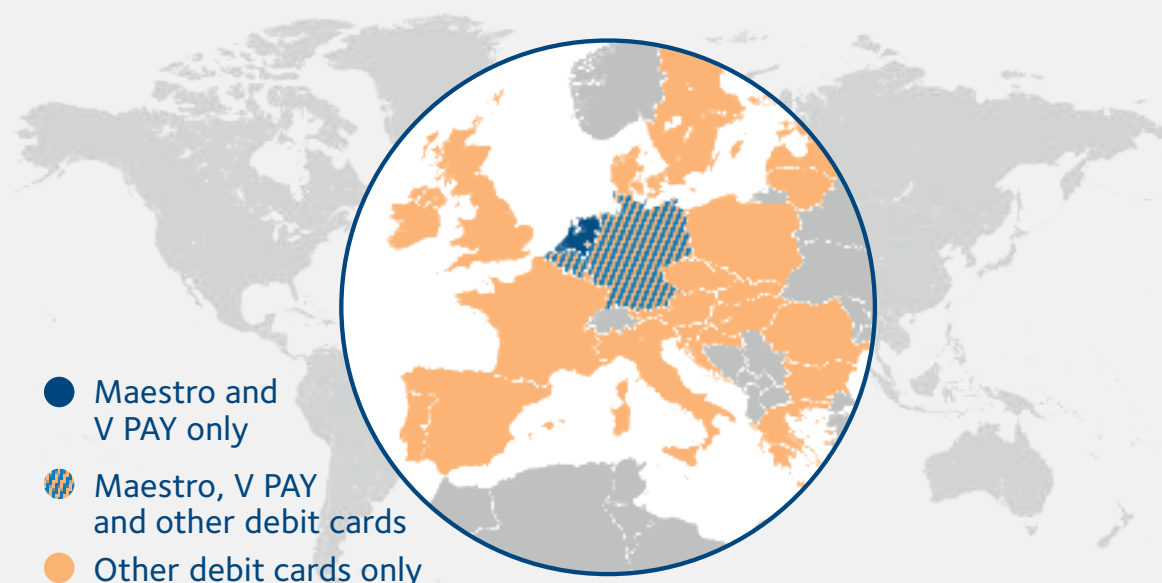 Maestro and
V PAY only
Maestro, V PAY
and other debit cards
Other debit cards only